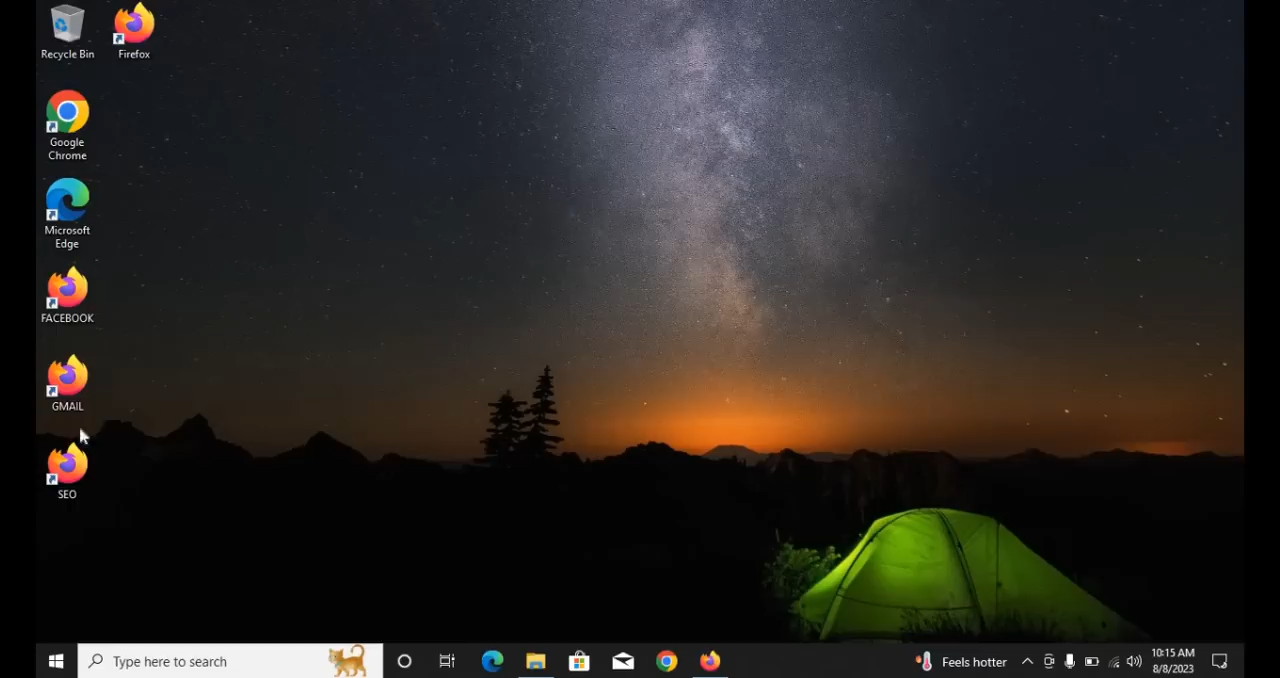 Recycle Bin
Firefox
Google
Chrome
Microsoft
Edge
FACEBOOK
GMAIL
SEO
Type here to search
Feels hotter
10:15 AM
8/8/2023